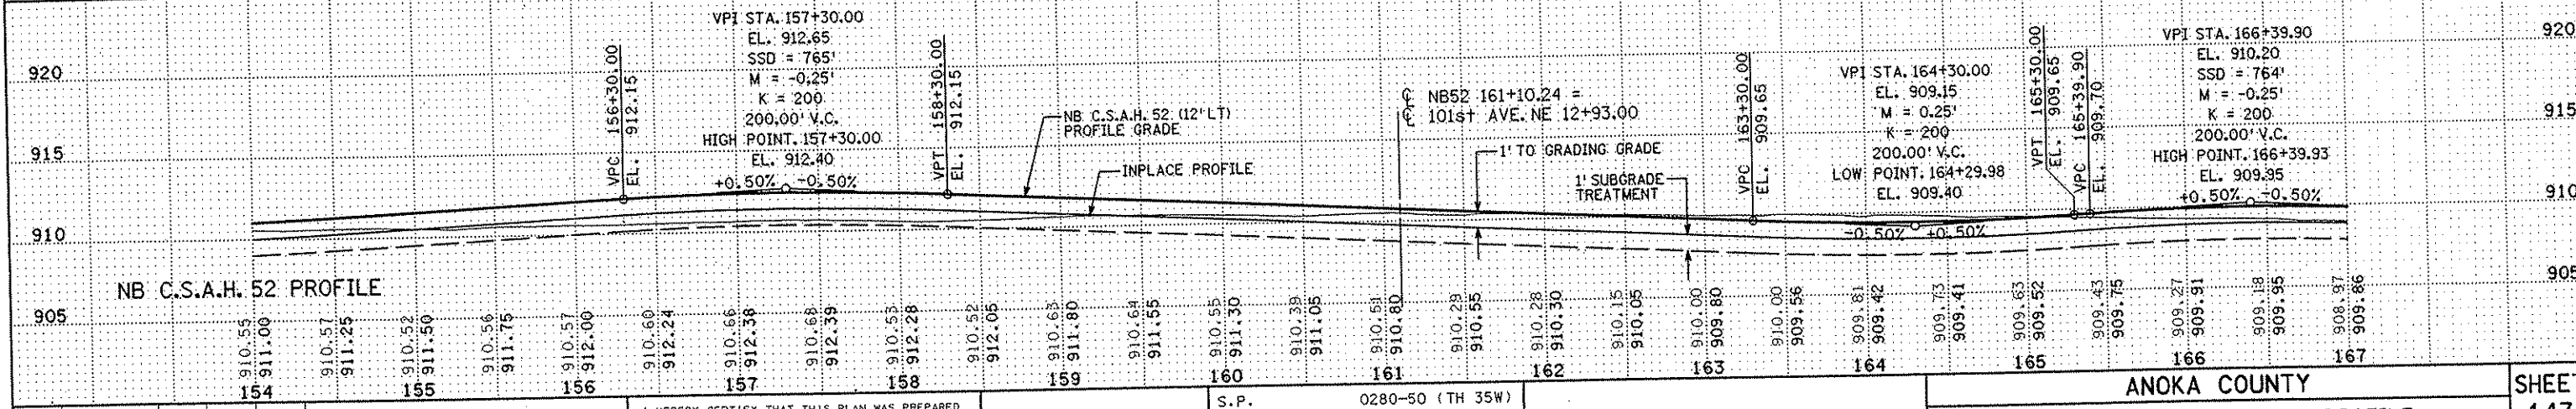 VPI STA. 157+30.00
EL. 912.65
SSD = 765'
M = -0.25'
K = 200
200.00' V.C.
HIGH POINT. 157+30.00
EL. 912.40
+0.50% -0.50%
VPC 156+30.00
EL. 912.15
VPT 158+30.00
EL. 912.15
NB C.S.A.H. 52 (12' LT)
PROFILE GRADE
INPLACE PROFILE
NB52 161+10.24 =
101st AVE. NE 12+93.00
1' TO GRADING GRADE
1' SUBGRADE
TREATMENT
VPC 163+30.00
EL. 909.65
VPI STA. 164+30.00
EL. 909.15
M = 0.25'
K = 200
200.00' V.C.
LOW POINT. 164+29.98
EL. 909.40
-0.50% +0.50%
VPT 165+30.00
EL. 909.65
VPC 165+39.90
EL. 909.70
VPI STA. 166+39.90
EL. 910.20
SSD = 764'
M = -0.25'
K = 200
200.00' V.C.
HIGH POINT. 166+39.93
EL. 909.95
+0.50% -0.50%
920
915
910
905
920
915
910
905
NB C.S.A.H. 52 PROFILE
910.55
911.00
910.57
911.25
910.52
911.50
910.56
911.75
910.57
912.00
910.60
912.24
910.66
912.38
910.68
912.39
910.53
912.28
910.52
912.05
910.63
911.80
910.64
911.55
910.55
911.30
910.39
911.05
910.51
910.80
910.29
910.55
910.28
910.30
910.15
910.05
910.00
909.80
910.00
909.56
909.81
909.42
909.73
909.41
909.63
909.52
909.43
909.75
909.27
909.91
909.18
909.95
908.97
909.86
154 155 156 157 158 159 160 161 162 163 164 165 166 167
HEREBY CERTIFY THAT THIS PLAN WAS PREPARED
S.P. 0280-50 (TH 35W)
ANOKA COUNTY
SHEET
147